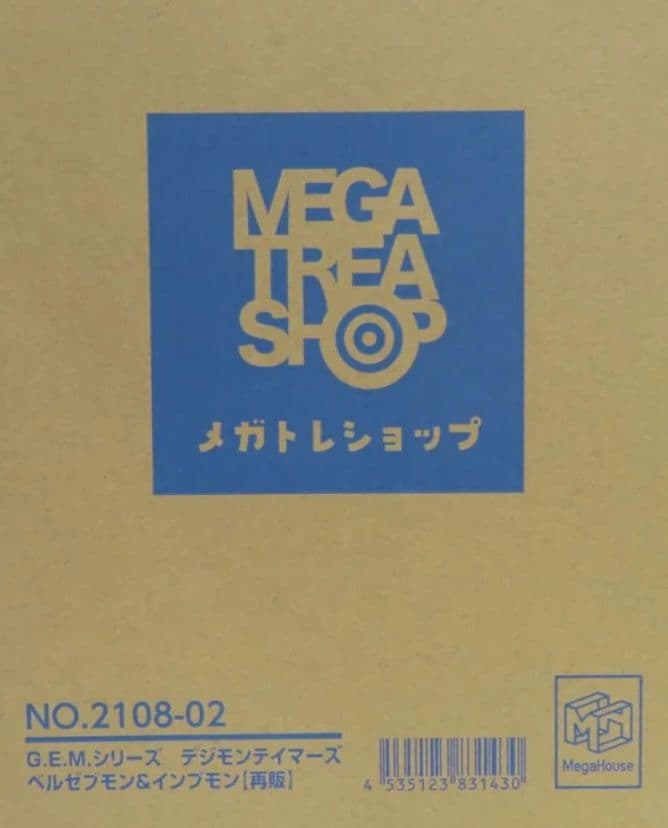 MEGA
TREA
SHOP
メガトレショップ
NO.2108-02
G.E.M.シリーズ　デジモンテイマーズ
ベルゼブモン&インプモン【再販】
4 535123 831430
MegaHouse